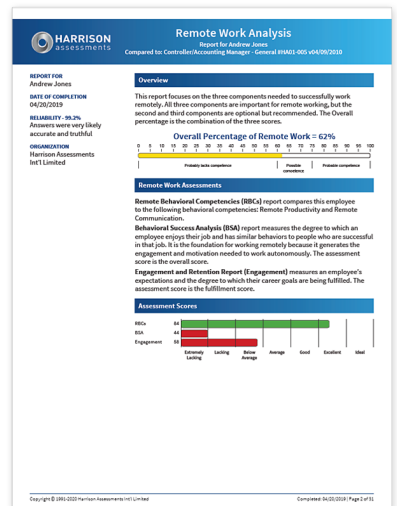 HARRISON
assessments
Remote Work Analysis
Report for Andrew Jones
Compared to: Controller/Accounting Manager - General #HA01-005 v04/09/2010
REPORT FOR
Andrew Jones
DATE OF COMPLETION
04/20/2019
RELIABILITY - 99.2%
Answers were very likely
accurate and truthful
ORGANIZATION
Harrison Assessments
Int'l Limited
Overview
This report focuses on the three components needed to successfully work
remotely. All three components are important for remote working, but the
second and third components are optional but recommended. The Overall
percentage is the combination of the three scores.
Overall Percentage of Remote Work = 62%
0 5 10 15 20 25 30 35 40 45 50 55 60 65 70 75 80 85 90 95 100
Probably lacks competence
Possible
competence
Probable competence
Remote Work Assessments
Remote Behavioral Competencies (RBCs) report compares this employee
to the following behavioral competencies: Remote Productivity and Remote
Communication.
Behavioral Success Analysis (BSA) report measures the degree to which an
employee enjoys their job and has similar behaviors to people who are successful
in that job. It is the foundation for working remotely because it generates the
engagement and motivation needed to work autonomously. The assessment
score is the overall score.
Engagement and Retention Report (Engagement) measures an employee's
expectations and the degree to which their career goals are being fulfilled. The
assessment score is the fulfillment score.
Assessment Scores
RBCs 84
BSA 44
Engagement 58
Extremely
Lacking
Lacking
Below
Average
Average
Good
Excellent
Ideal
Copyright © 1991-2020 Harrison Assessments Int'l Limited
Completed: 04/20/2019 | Page 2 of 31